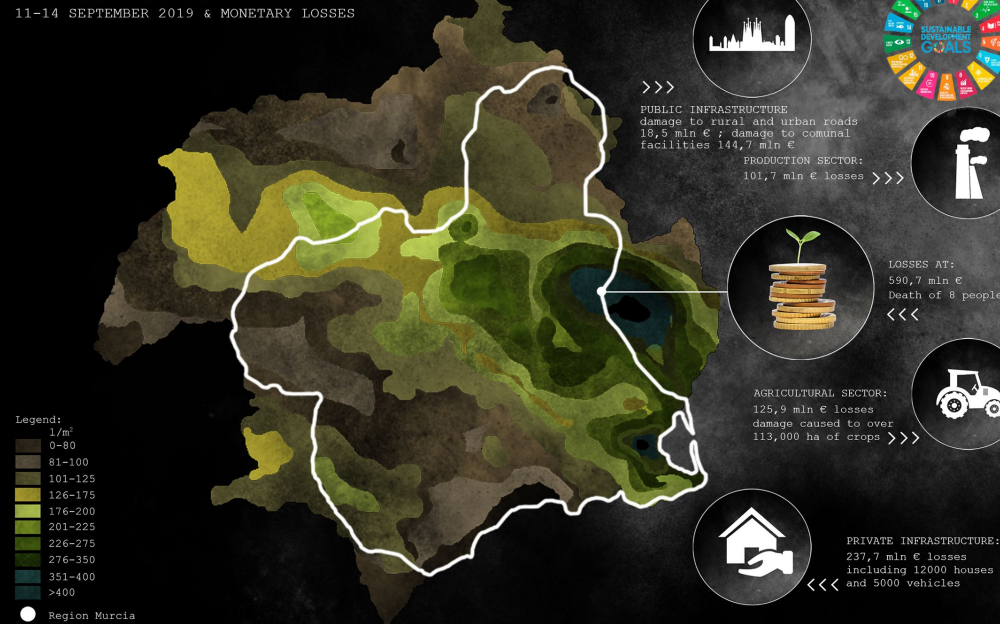 11-14 SEPTEMBER 2019 & MONETARY LOSSES
SUSTAINABLE
DEVELOPMENT
GOALS
>>>
PUBLIC INFRASTRUCTURE
damage to rural and urban roads
18,5 mln € ; damage to comunal
facilities 144,7 mln €
PRODUCTION SECTOR:
101,7 mln € losses >>>
LOSSES AT:
590,7 mln €
Death of 8 people
<<<
AGRICULTURAL SECTOR:
125,9 mln € losses
damage caused to over
113,000 ha of crops >>>
PRIVATE INFRASTRUCTURE:
237,7 mln € losses
including 12000 houses
<<< and 5000 vehicles
Legend:
l/m²
0-80
81-100
101-125
126-175
176-200
201-225
226-275
276-350
351-400
>400
Region Murcia